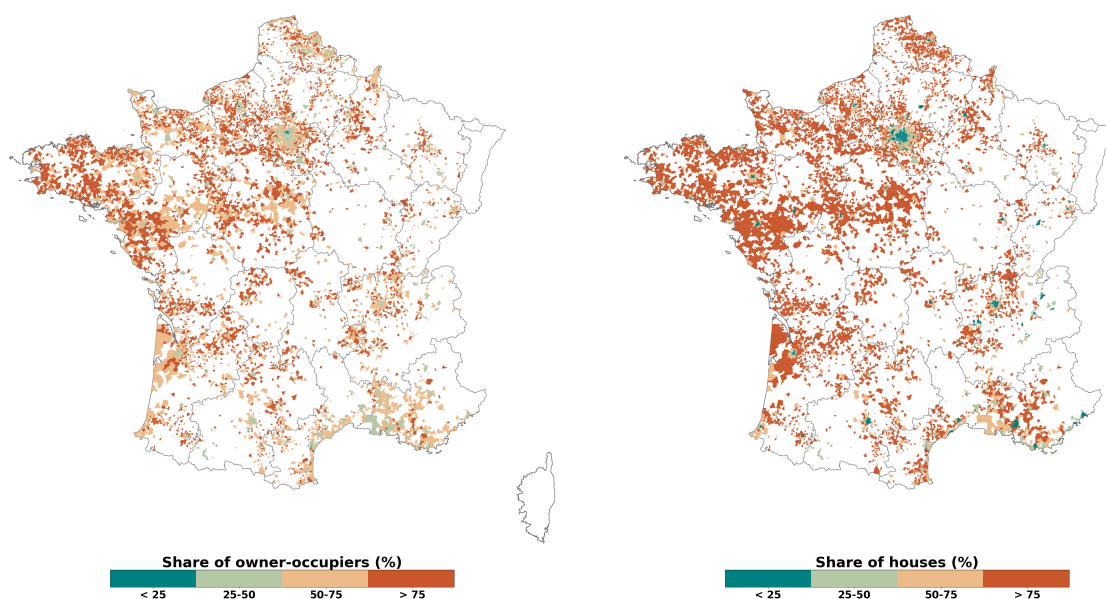 Share of owner-occupiers (%)
< 25 25-50 50-75 > 75
Share of houses (%)
< 25 25-50 50-75 > 75